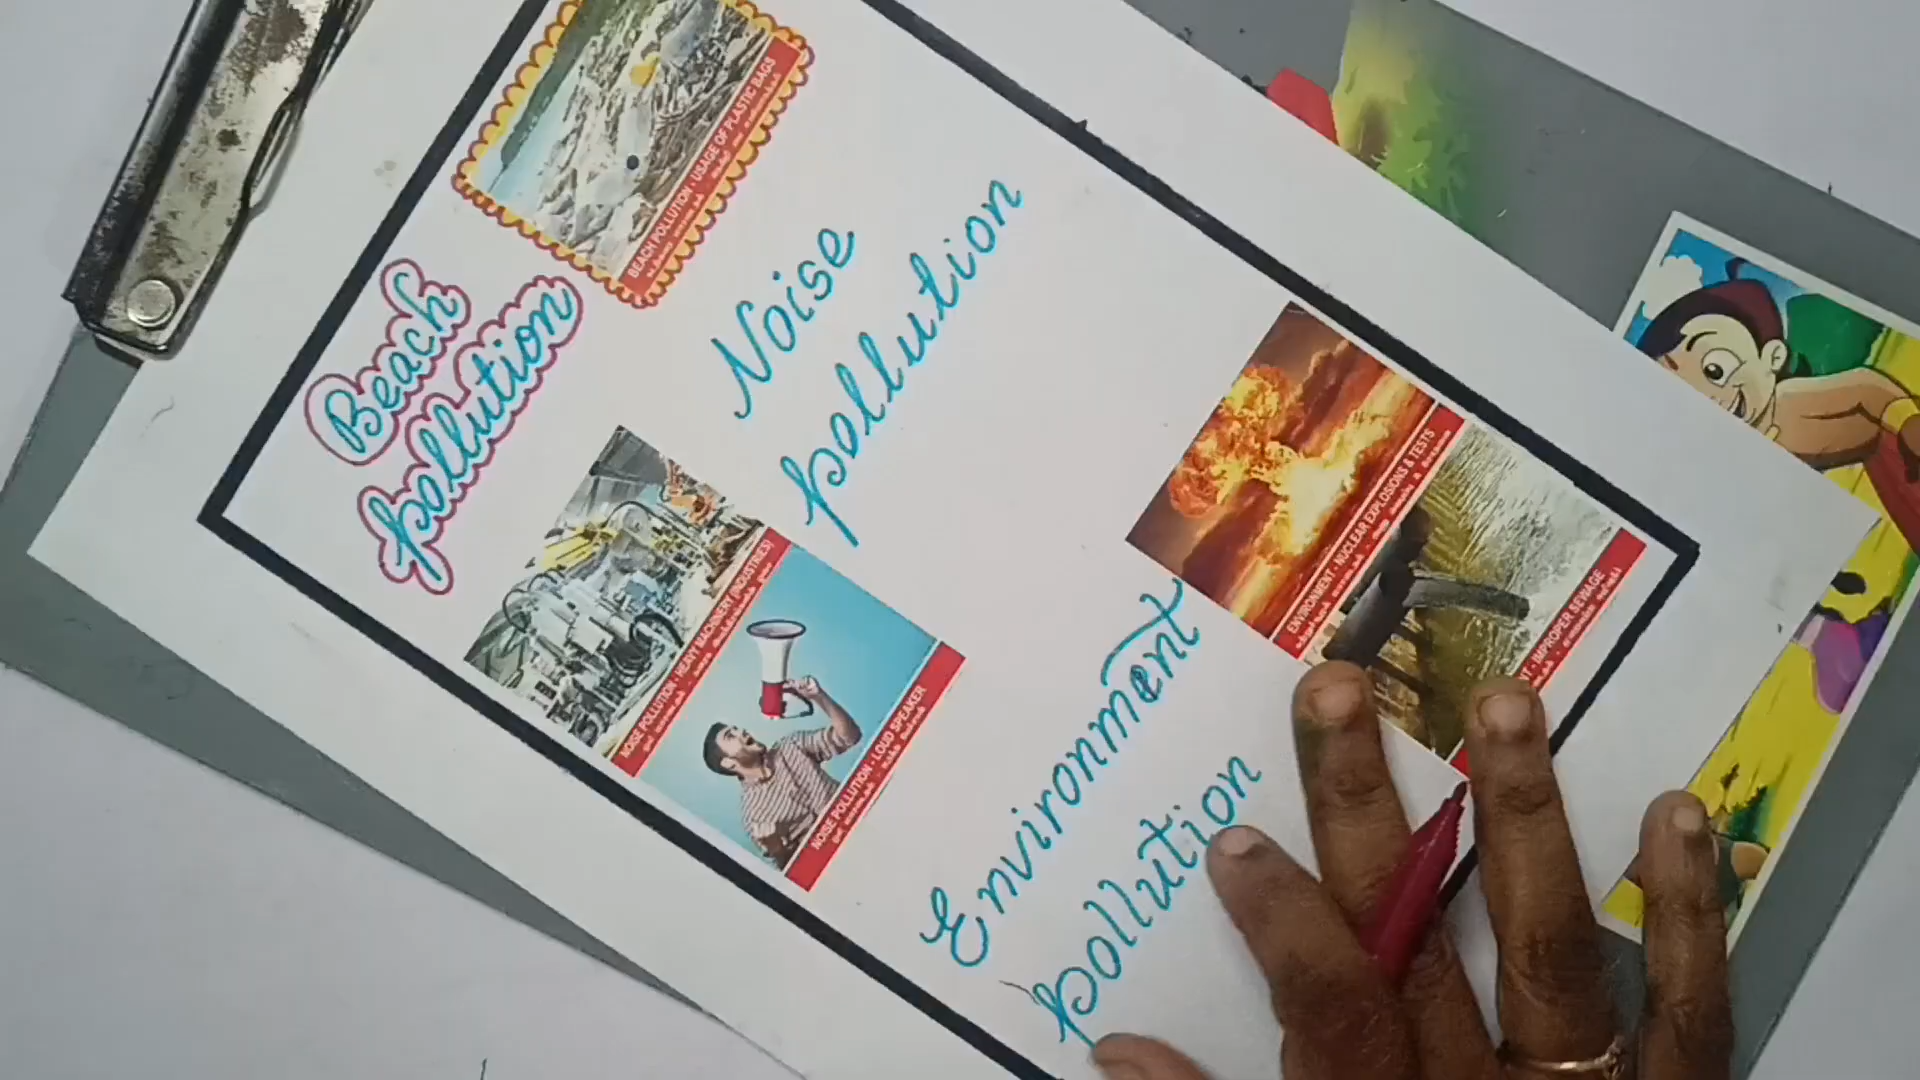 BEACH POLLUTION - USAGE OF PLASTIC BAGS
Beach
pollution
Noise
pollution
NOISE POLLUTION - HEAVY MACHINERY (INDUSTRIES)
NOISE POLLUTION - LOUD SPEAKER
ENVIRONMENT - NUCLEAR EXPLOSIONS & TESTS
IMPROPER SEWAGE
Environment
pollution